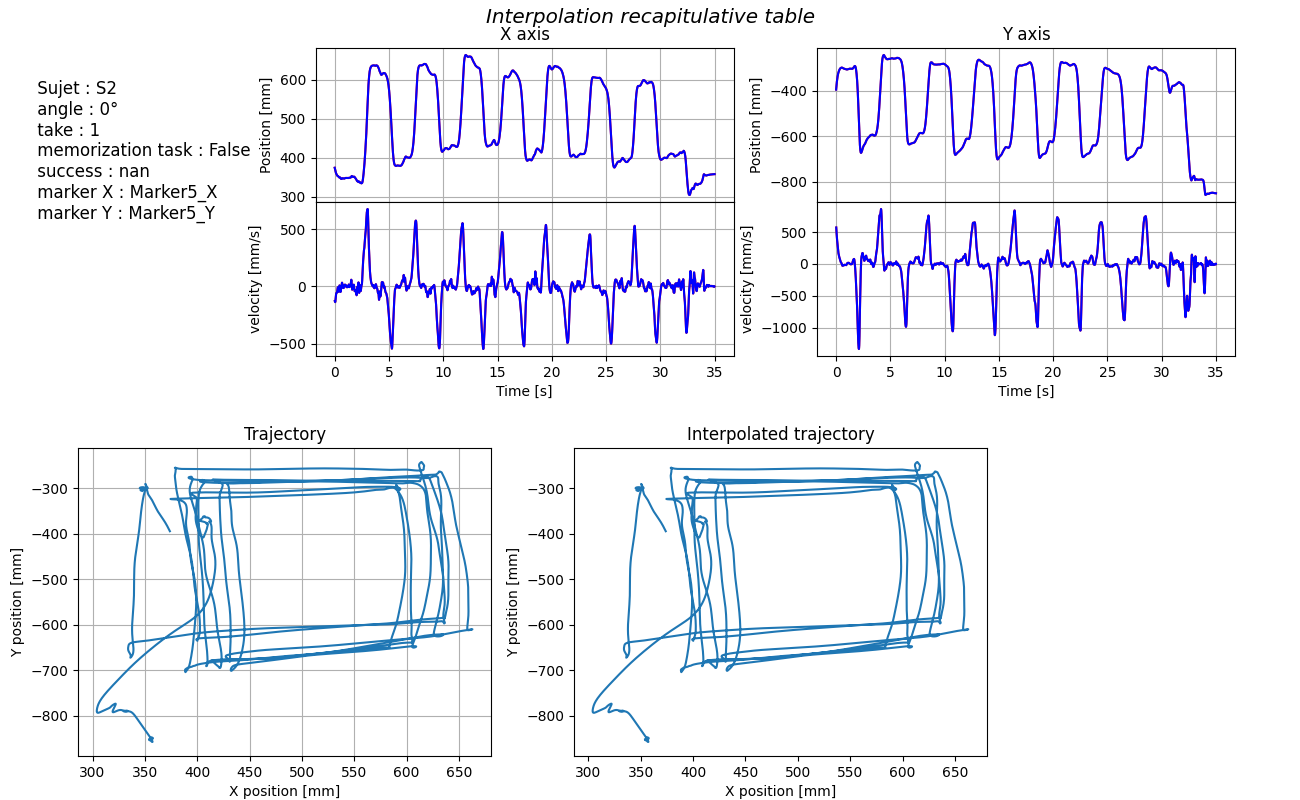 Interpolation recapitulative table
X axis
Y axis
Sujet : S2
angle : 0°
take : 1
memorization task : False
success : nan
marker X : Marker5_X
marker Y : Marker5_Y
Position [mm]
600
500
400
300
velocity [mm/s]
500
0
−500
0 5 10 15 20 25 30 35
Time [s]
Position [mm]
−400
−600
−800
velocity [mm/s]
500
0
−500
−1000
0 5 10 15 20 25 30 35
Time [s]
Trajectory
Y position [mm]
−300
−400
−500
−600
−700
−800
300 350 400 450 500 550 600 650
X position [mm]
Interpolated trajectory
Y position [mm]
−300
−400
−500
−600
−700
−800
300 350 400 450 500 550 600 650
X position [mm]